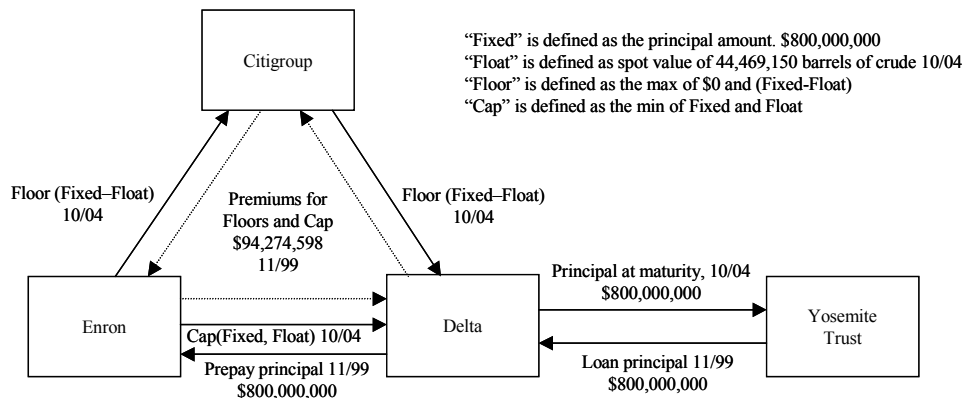 Citigroup
“Fixed” is defined as the principal amount. $800,000,000
“Float” is defined as spot value of 44,469,150 barrels of crude 10/04
“Floor” is defined as the max of $0 and (Fixed-Float)
“Cap” is defined as the min of Fixed and Float
Floor (Fixed–Float)
10/04
Premiums for
Floors and Cap
$94,274,598
11/99
Floor (Fixed–Float)
10/04
Enron
Cap(Fixed, Float) 10/04
Prepay principal 11/99
$800,000,000
Delta
Principal at maturity, 10/04
$800,000,000
Loan principal 11/99
$800,000,000
Yosemite
Trust